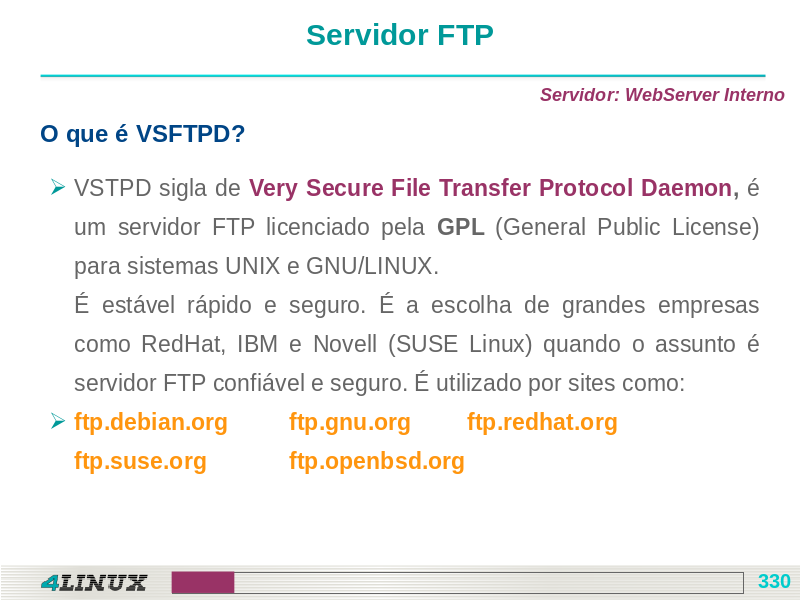 Servidor FTP
Servidor: WebServer Interno
O que é VSFTPD?
VSTPD sigla de Very Secure File Transfer Protocol Daemon, é
um servidor FTP licenciado pela GPL (General Public License)
para sistemas UNIX e GNU/LINUX.
É estável rápido e seguro. É a escolha de grandes empresas
como RedHat, IBM e Novell (SUSE Linux) quando o assunto é
servidor FTP confiável e seguro. É utilizado por sites como:
ftp.debian.org ftp.gnu.org ftp.redhat.org
ftp.suse.org ftp.openbsd.org
4LINUX 330